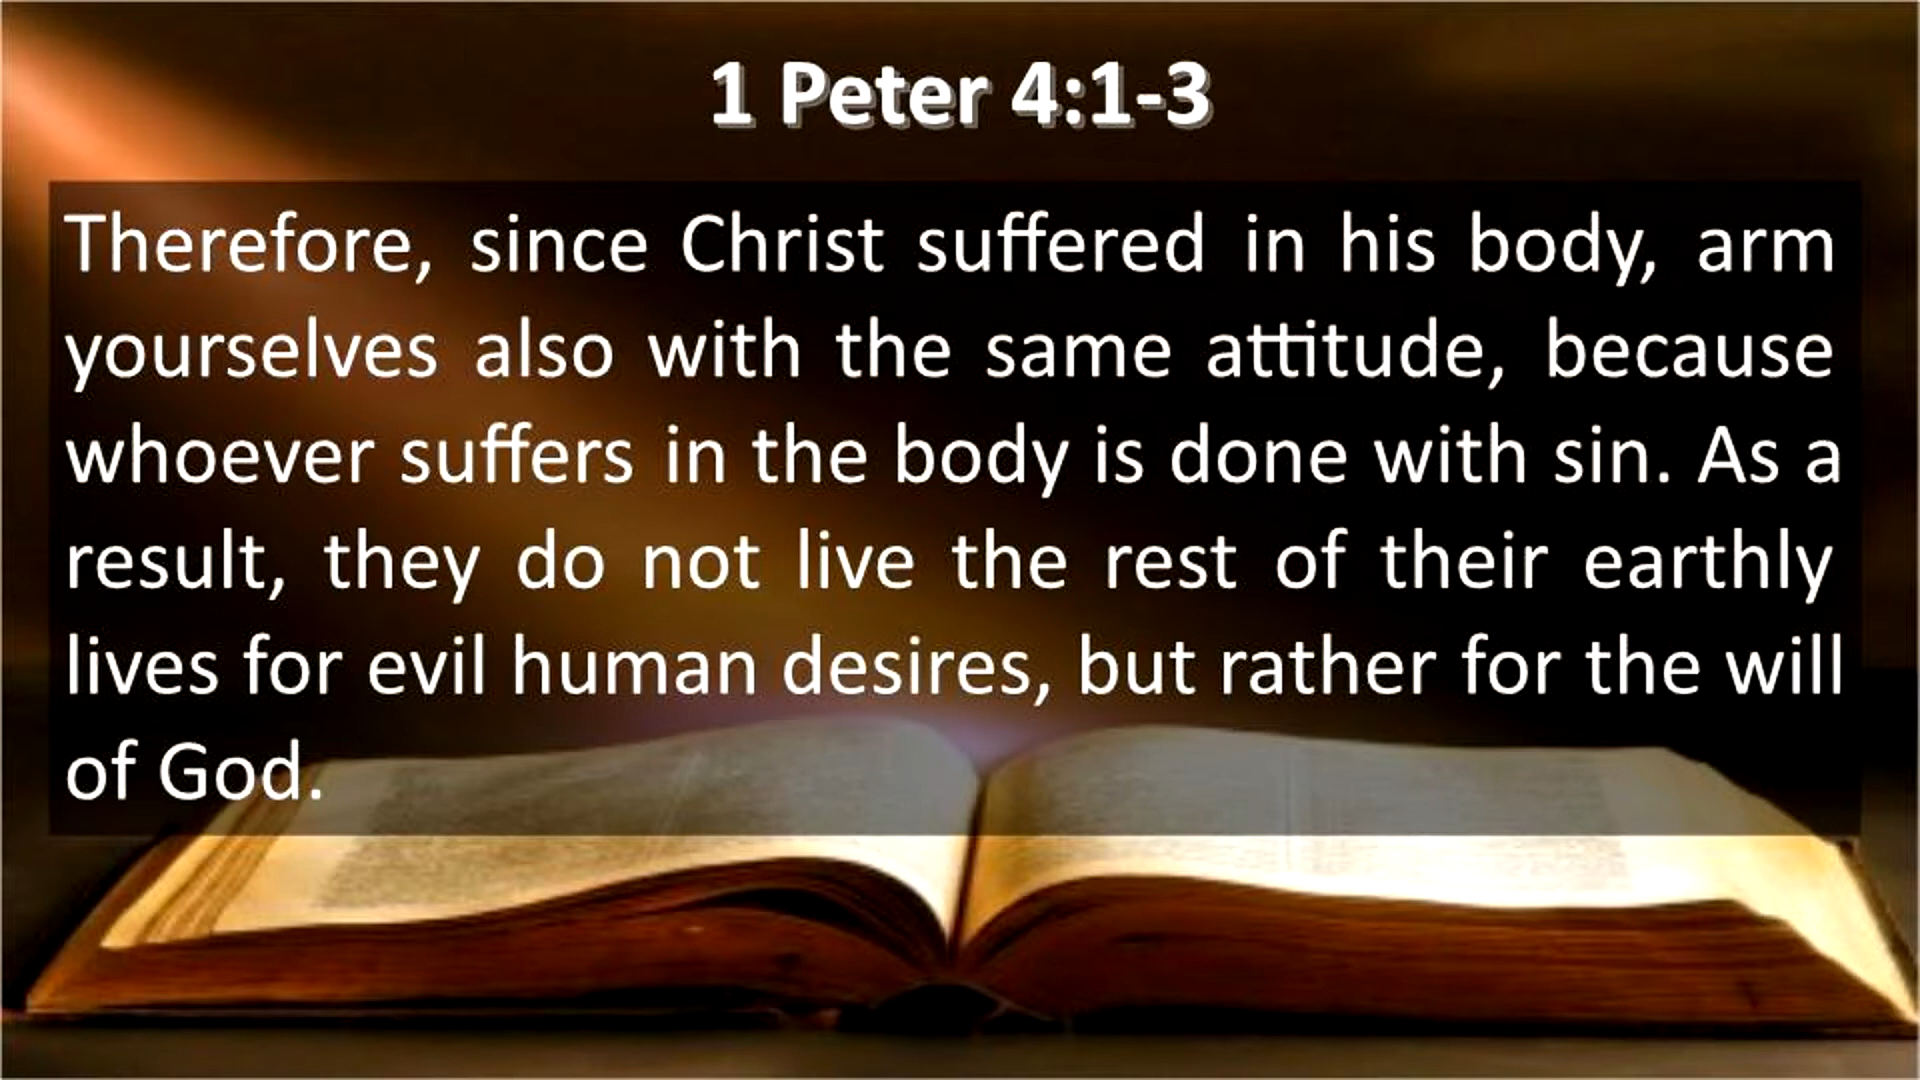 1 Peter 4:1-3
Therefore, since Christ suffered in his body, arm
yourselves also with the same attitude, because
whoever suffers in the body is done with sin. As a
result, they do not live the rest of their earthly
lives for evil human desires, but rather for the will
of God.